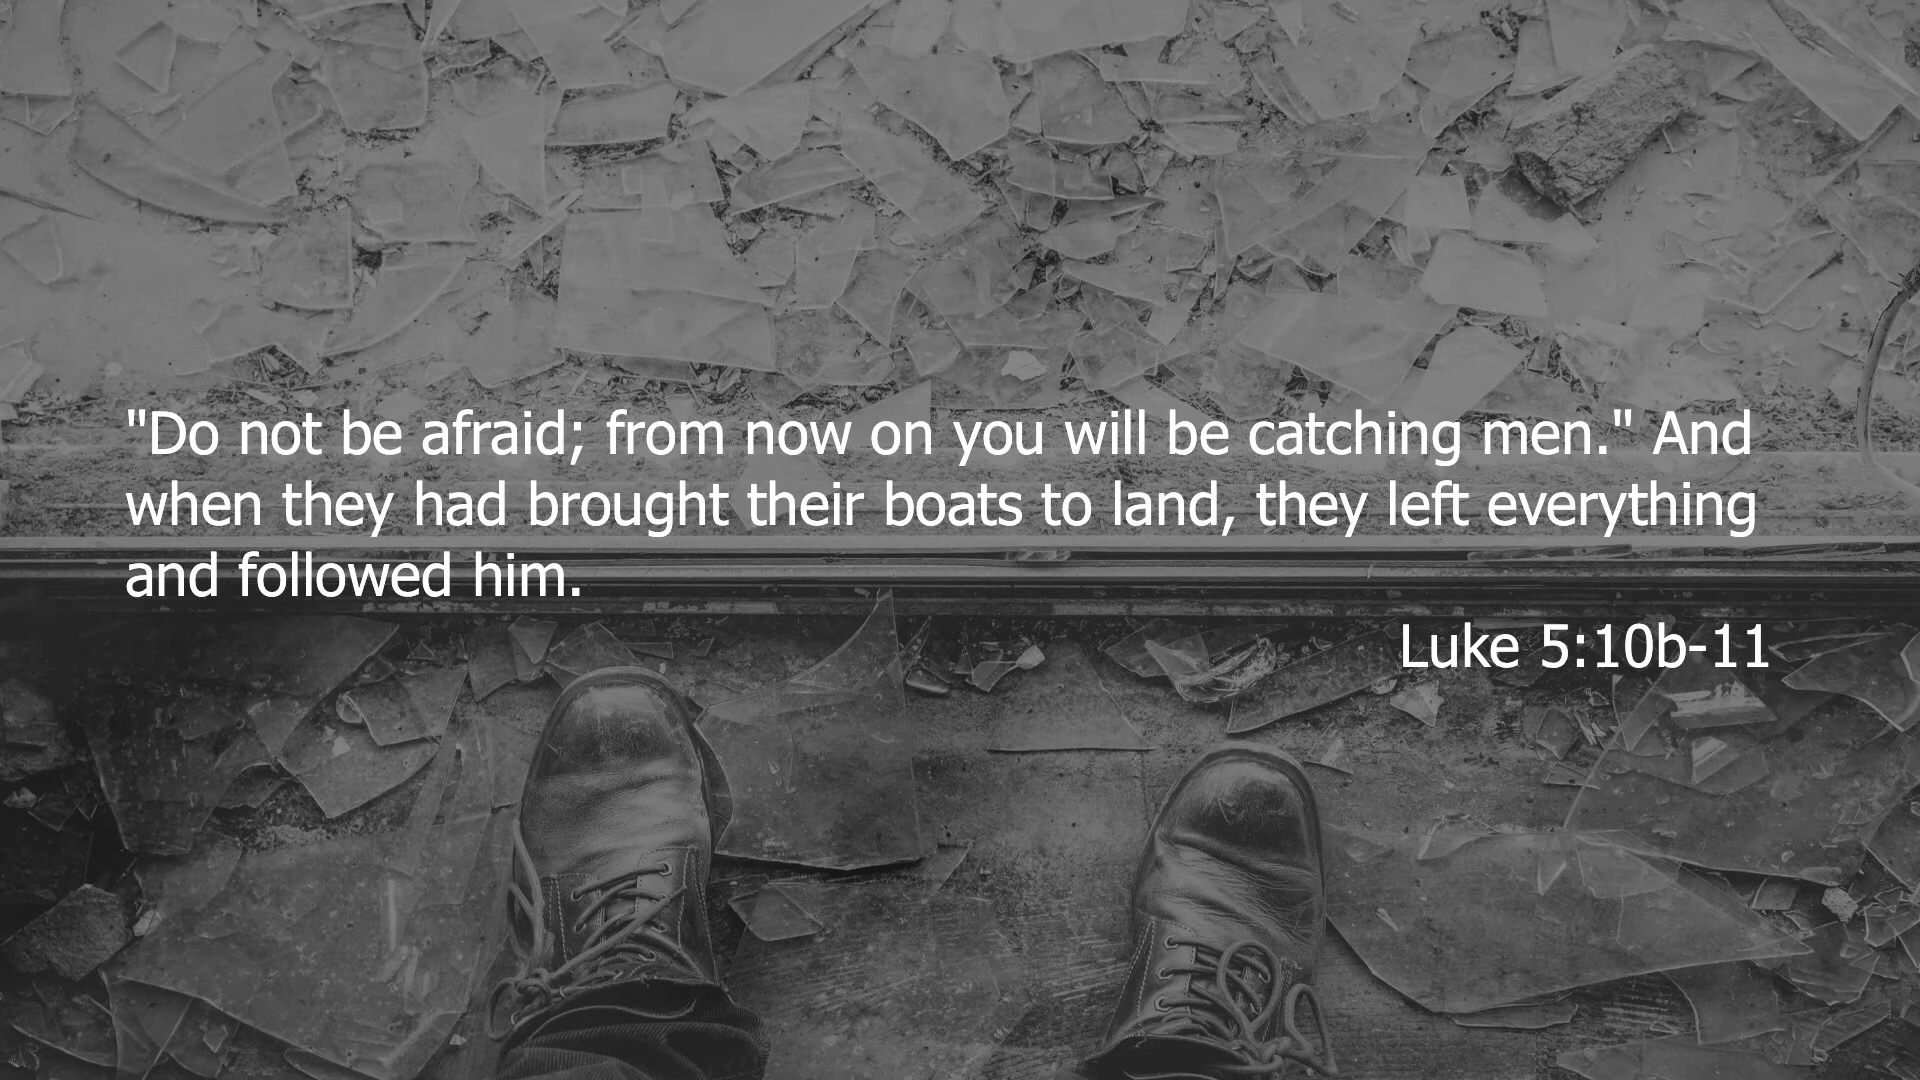 "Do not be afraid; from now on you will be catching men." And
when they had brought their boats to land, they left everything
and followed him.
Luke 5:10b-11